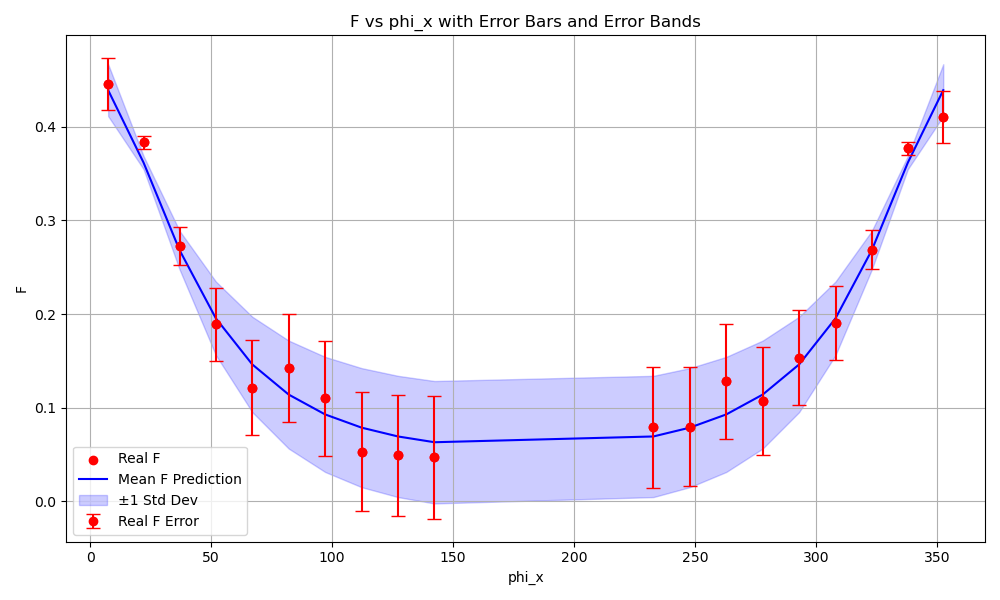 F vs phi_x with Error Bars and Error Bands
F
0.4
0.3
0.2
0.1
0.0
Real F
Mean F Prediction
±1 Std Dev
Real F Error
0 50 100 150 200 250 300 350
phi_x